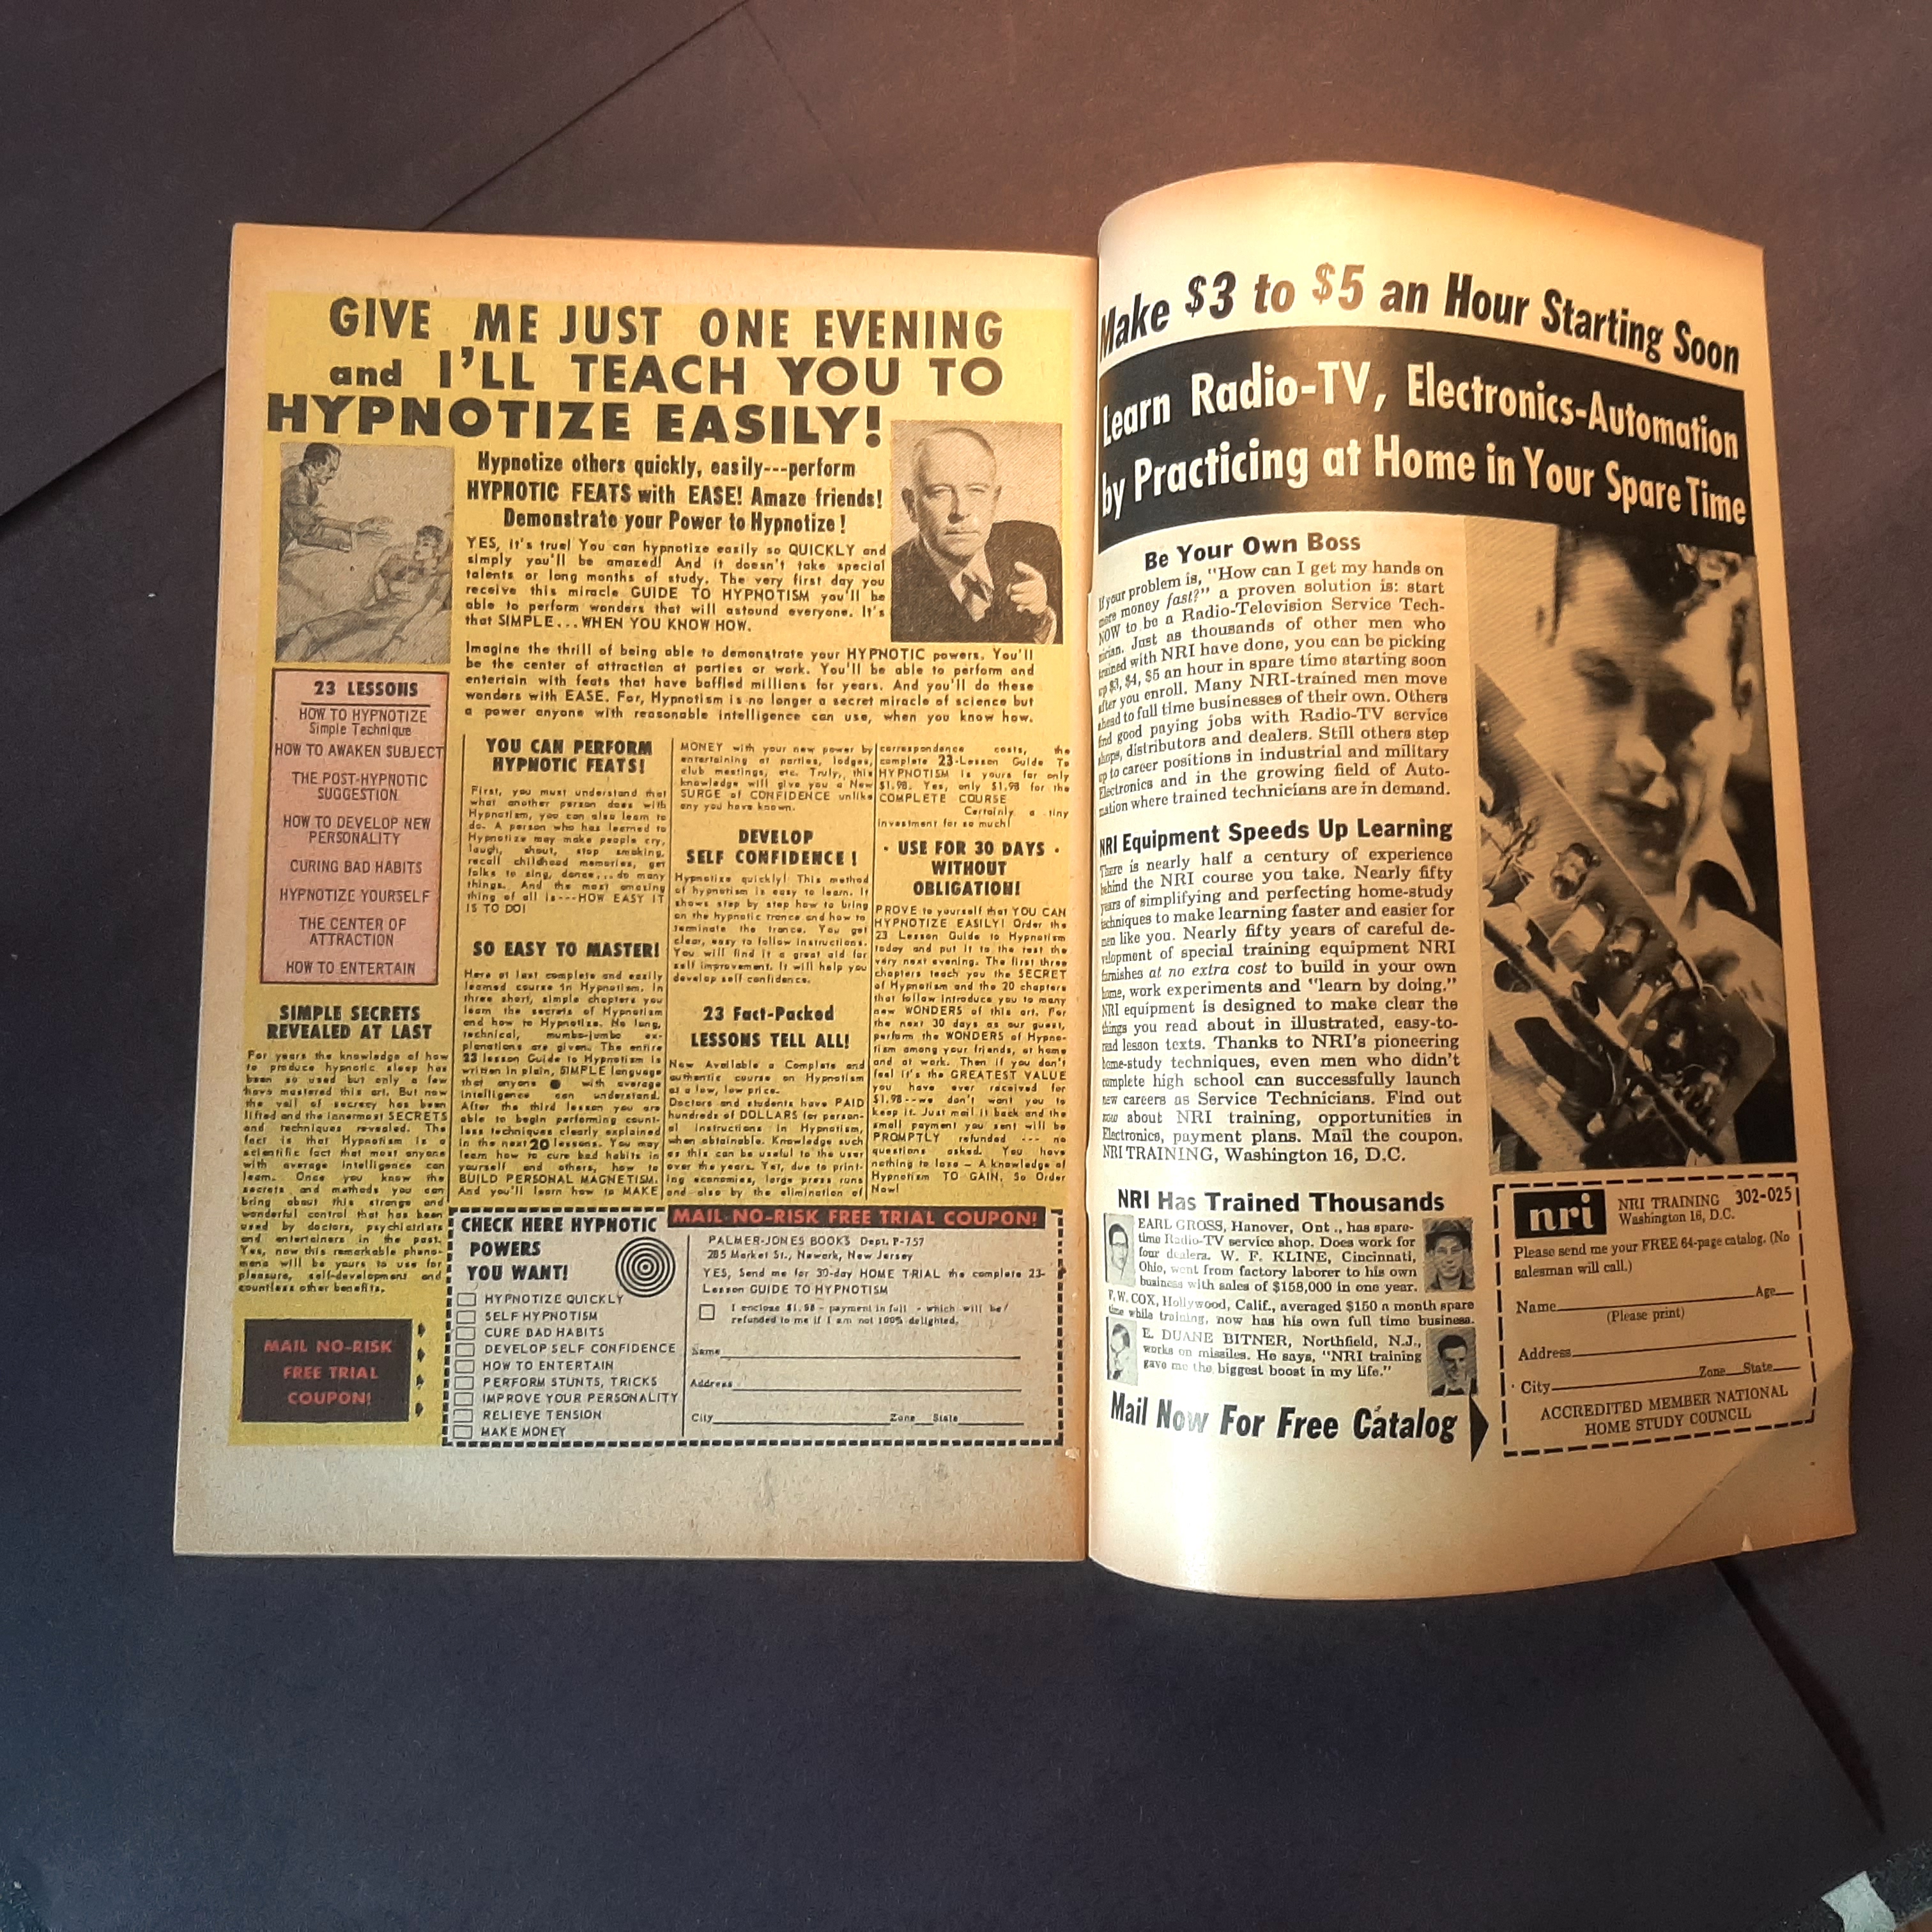 GIVE ME JUST ONE EVENING
and I'LL TEACH YOU TO
HYPNOTIZE EASILY!
Hypnotize others quickly, easily---perform
HYPNOTIC FEATS with EASE! Amaze friends!
Demonstrate your Power to Hypnotize!
YES, it's true! You can hypnotize easily so QUICKLY and
simply you'll be amazed! And it doesn't take special
talents or long months of study. The very first day you
receive this miracle GUIDE TO HYPNOTISM you'll be
able to perform wonders that will astound everyone. It's
that SIMPLE...WHEN YOU KNOW HOW.
Imagine the thrill of being able to demonstrate your HYPNOTIC powers. You'll
be the center of attraction at parties or work. You'll be able to perform and
entertain with feats that have baffled millions for years. And you'll do these
wonders with EASE. For, Hypnotism is no longer a secret miracle of science but
a power anyone with reasonable intelligence can use, when you know how.
23 LESSONS
HOW TO HYPNOTIZE
Simple Technique
HOW TO AWAKEN SUBJECT
THE POST-HYPNOTIC
SUGGESTION
HOW TO DEVELOP NEW
PERSONALITY
CURING BAD HABITS
HYPNOTIZE YOURSELF
THE CENTER OF
ATTRACTION
HOW TO ENTERTAIN
SIMPLE SECRETS
REVEALED AT LAST
For years the knowledge of how
to produce hypnotic sleep has
been so used but only a few
have mastered this art. But now
the vail of secrecy has been
lifted and the innermost SECRETS
and techniques revealed. The
fact is that Hypnotism is a
scientific fact that most anyone
with average intelligence can
learn. Once you know the
secrets and methods you can
bring about this strange and
wonderful control that has been
used by doctors, psychiatrists
and entertainers in the past.
Yes, now this remarkable pheno-
mena will be yours to use for
pleasure, self-development and
countless other benefits.
MAIL NO-RISK
FREE TRIAL
COUPON!
YOU CAN PERFORM
HYPNOTIC FEATS!
First, you must understand that
what another person does with
Hypnotism, you can also learn to
do. A person who has learned to
Hypnotize may make people cry,
laugh, shout, stop smoking,
recall childhood memories, get
folks to sing, dance...do many
things. And the most amazing
thing of all is---HOW EASY IT
IS TO DO!
SO EASY TO MASTER!
Here at last complete and easily
learned course in Hypnotism. In
three short, simple chapters you
learn the secrets of Hypnotism
and how to Hypnotize. No long,
technical, mumbo-jumbo ex-
planations are given. The entire
23 lesson Guide to Hypnotism is
written in plain, SIMPLE language
that anyone with average
intelligence can understand.
After the third lesson you are
able to begin performing count-
less techniques clearly explained
in the next 20 lessons. You may
learn how to cure bad habits in
yourself and others, how to
BUILD PERSONAL MAGNETISM.
And you'll learn how to MAKE
MONEY with your new power by
entertaining at parties, lodges,
club meetings, etc. Truly, this
knowledge will give you a New
SURGE of CONFIDENCE unlike
any you have known.
DEVELOP
SELF CONFIDENCE!
Hypnotize quickly! This method
of hypnotism is easy to learn. It
shows step by step how to bring
on the hypnotic trance and how to
terminate the trance. You get
clear, easy to follow instructions.
You will find it a great aid for
self improvement. It will help you
develop self confidence.
23 Fact-Packed
LESSONS TELL ALL!
Now Available a Complete and
authentic course on Hypnotism
at a low, low price.
Doctors and students have PAID
hundreds of DOLLARS for person-
al instructions in Hypnotism,
when obtainable. Knowledge such
as this can be useful to the user
over the years. Yet, due to print-
ing economies, large press runs
and also by the elimination of
correspondence costs, the
complete 23-Lesson Guide To
HYPNOTISM is yours for only
$1.98. Yes, only $1.98 for the
COMPLETE COURSE
Certainly a tiny
investment for so much!
• USE FOR 30 DAYS •
WITHOUT
OBLIGATION!
PROVE to yourself that YOU CAN
HYPNOTIZE EASILY! Order the
23 Lesson Guide to Hypnotism
today and put it to the test the
very next evening. The first three
chapters teach you the SECRET
of Hypnotism and the 20 chapters
that follow introduce you to many
new WONDERS of this art. For
the next 30 days as our guest,
perform the WONDERS of Hypno-
tism among your friends, at home
and at work. Then if you don't
feel it's the GREATEST VALUE
you have ever received for
$1.98--we don't want you to
keep it. Just mail it back and the
small payment you sent will be
PROMPTLY refunded --- no
questions asked. You have
nothing to lose – A knowledge of
Hypnotism TO GAIN. So Order
Now!
CHECK HERE HYPNOTIC
POWERS
YOU WANT!
HYPNOTIZE QUICKLY
SELF HYPNOTISM
CURE BAD HABITS
DEVELOP SELF CONFIDENCE
HOW TO ENTERTAIN
PERFORM STUNTS, TRICKS
IMPROVE YOUR PERSONALITY
RELIEVE TENSION
MAKE MONEY
MAIL NO-RISK FREE TRIAL COUPON!
PALMER-JONES BOOKS Dept. P-757
285 Market St., Newark, New Jersey
YES, Send me for 30-day HOME TRIAL the complete 23-
Lesson GUIDE TO HYPNOTISM
I enclose $1.98 - payment in full - which will be
refunded to me if I am not 100% delighted.
Name
Address
City Zone State
Make $3 to $5 an Hour Starting Soon
Learn Radio-TV, Electronics-Automation
by Practicing at Home in Your Spare Time
Be Your Own Boss
If your problem is, "How can I get my hands on
more money fast?" a proven solution is: start
NOW to be a Radio-Television Service Tech-
nician. Just as thousands of other men who
trained with NRI have done, you can be picking
up $3, $4, $5 an hour in spare time starting soon
after you enroll. Many NRI-trained men move
ahead to full time businesses of their own. Others
find good paying jobs with Radio-TV service
shops, distributors and dealers. Still others step
up to career positions in industrial and military
Electronics and in the growing field of Auto-
mation where trained technicians are in demand.
NRI Equipment Speeds Up Learning
There is nearly half a century of experience
behind the NRI course you take. Nearly fifty
years of simplifying and perfecting home-study
techniques to make learning faster and easier for
men like you. Nearly fifty years of careful de-
velopment of special training equipment NRI
furnishes at no extra cost to build in your own
home, work experiments and "learn by doing."
NRI equipment is designed to make clear the
things you read about in illustrated, easy-to-
read lesson texts. Thanks to NRI's pioneering
home-study techniques, even men who didn't
complete high school can successfully launch
new careers as Service Technicians. Find out
now about NRI training, opportunities in
Electronics, payment plans. Mail the coupon.
NRI TRAINING, Washington 16, D.C.
NRI Has Trained Thousands
EARL GROSS, Hanover, Ont., has spare-
time Radio-TV service shop. Does work for
four dealers. W. F. KLINE, Cincinnati,
Ohio, went from factory laborer to his own
business with sales of $158,000 in one year.
F. W. COX, Hollywood, Calif., averaged $150 a month spare
time while training, now has his own full time business.
E. DUANE BITNER, Northfield, N.J.,
works on missiles. He says, "NRI training
gave me the biggest boost in my life."
Mail Now For Free Catalog
nri
NRI TRAINING 302-025
Washington 16, D.C.
Please send me your FREE 64-page catalog. (No
salesman will call.)
Name Age
(Please print)
Address
City Zone State
ACCREDITED MEMBER NATIONAL
HOME STUDY COUNCIL